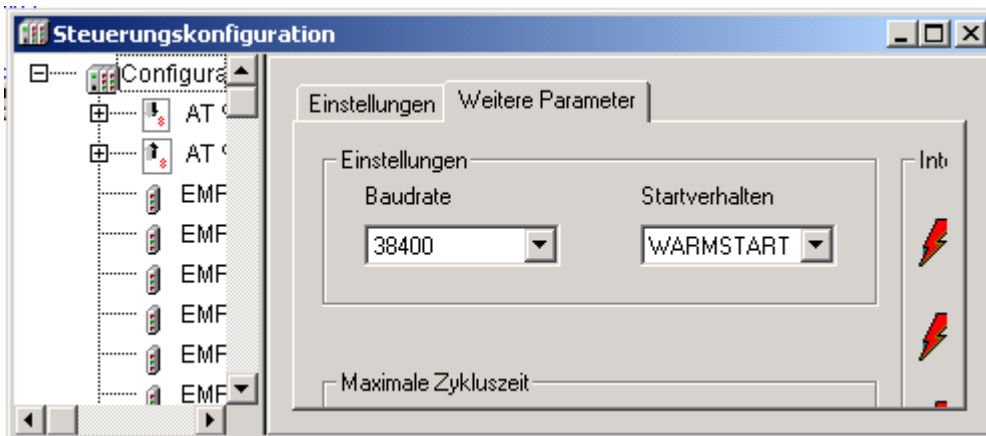 Steuerungskonfiguration
Configura
AT
AT
EMF
EMF
EMF
EMF
EMF
EMF
Einstellungen
Weitere Parameter
Einstellungen
Baudrate
Startverhalten
38400
WARMSTART
Int
Maximale Zykluszeit